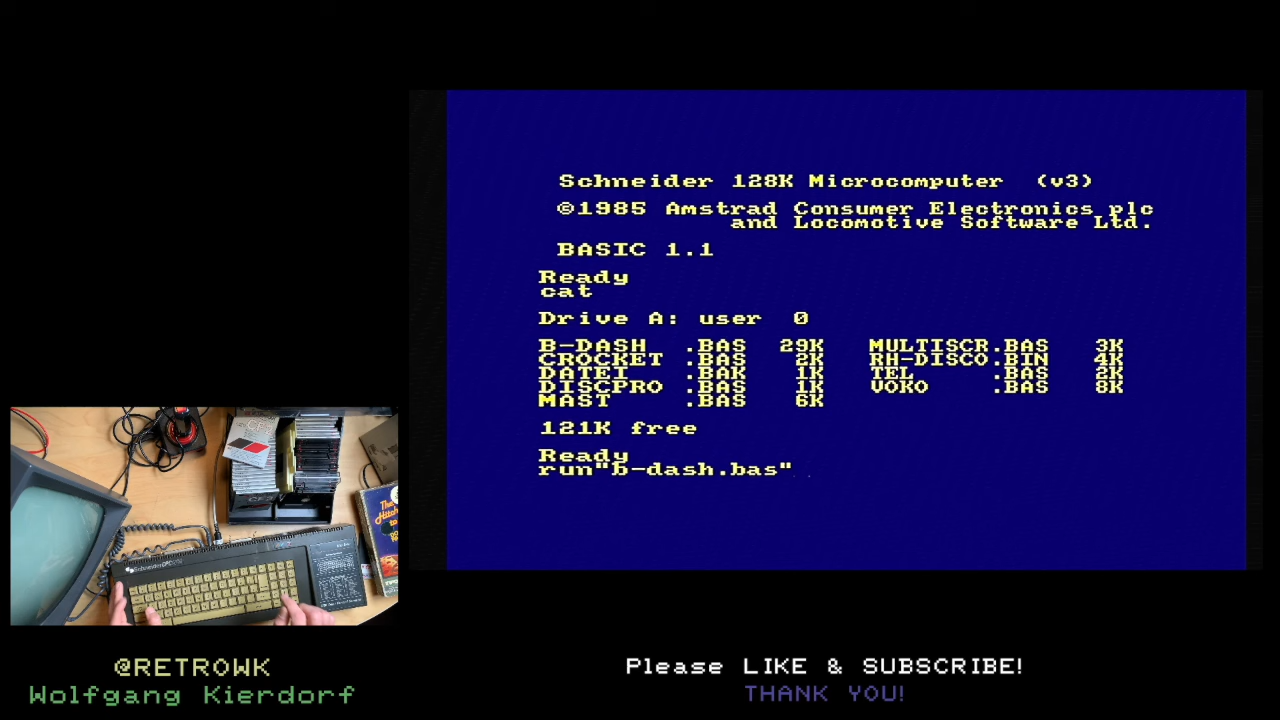 Schneider 128K Microcomputer (v3)
©1985 Amstrad Consumer Electronics plc
and Locomotive Software Ltd.
BASIC 1.1
Ready
cat
Drive A: user 0
B-DASH .BAS 29K MULTISCR.BAS 3K
CROCKET .BAS 2K RH-DISCO.BIN 4K
DATEI .BAK 1K TEL .BAS 2K
DISCPRO .BAS 1K VOKO .BAS 8K
MAST .BAS 6K
121K free
Ready
run"b-dash.bas"
@RETROWK
Wolfgang Kierdorf
Please LIKE & SUBSCRIBE!
THANK YOU!